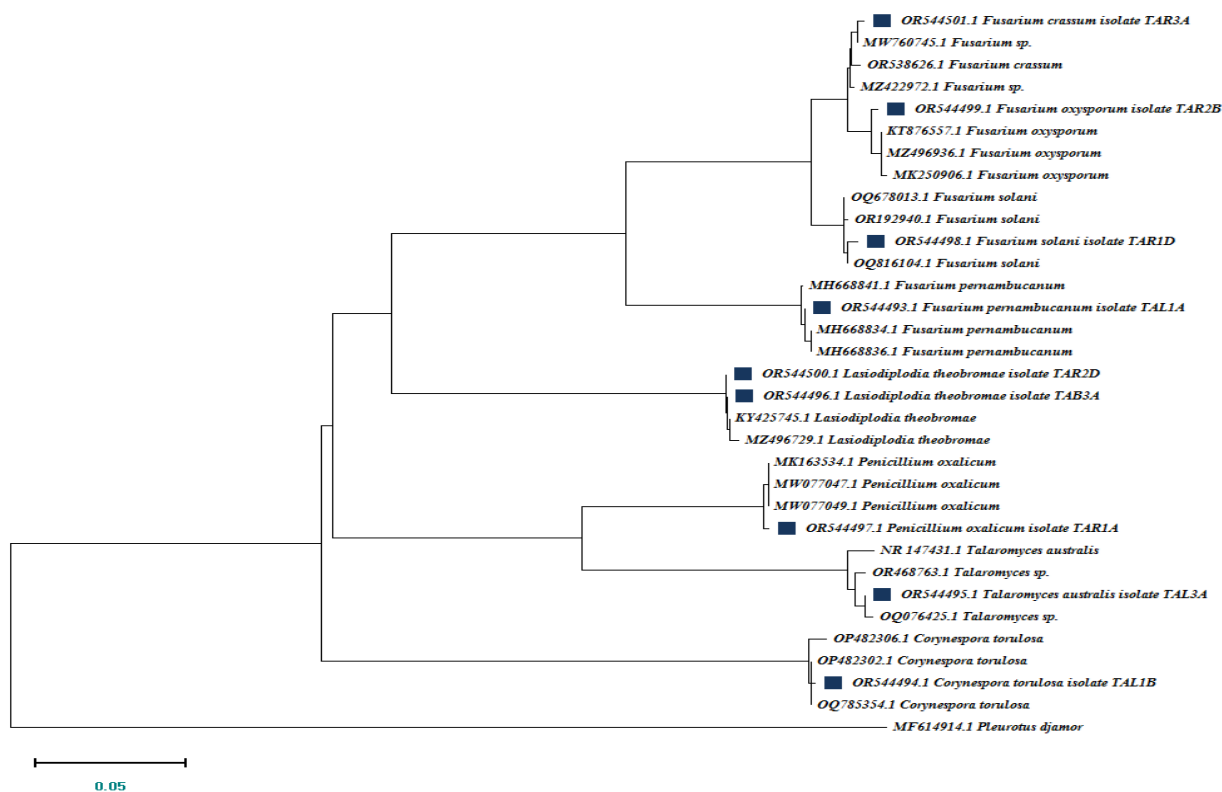 OR544501.1 Fusarium crassum isolate TAR3A
MW760745.1 Fusarium sp.
OR538626.1 Fusarium crassum
MZ422972.1 Fusarium sp.
OR544499.1 Fusarium oxysporum isolate TAR2B
KT876557.1 Fusarium oxysporum
MZ496936.1 Fusarium oxysporum
MK250906.1 Fusarium oxysporum
OQ678013.1 Fusarium solani
OR192940.1 Fusarium solani
OR544498.1 Fusarium solani isolate TAR1D
OQ816104.1 Fusarium solani
MH668841.1 Fusarium pernambucanum
OR544493.1 Fusarium pernambucanum isolate TAL1A
MH668834.1 Fusarium pernambucanum
MH668836.1 Fusarium pernambucanum
OR544500.1 Lasiodiplodia theobromae isolate TAR2D
OR544496.1 Lasiodiplodia theobromae isolate TAB3A
KY425745.1 Lasiodiplodia theobromae
MZ496729.1 Lasiodiplodia theobromae
MK163534.1 Penicillium oxalicum
MW077047.1 Penicillium oxalicum
MW077049.1 Penicillium oxalicum
OR544497.1 Penicillium oxalicum isolate TAR1A
NR 147431.1 Talaromyces australis
OR468763.1 Talaromyces sp.
OR544495.1 Talaromyces australis isolate TAL3A
OQ076425.1 Talaromyces sp.
OP482306.1 Corynespora torulosa
OP482302.1 Corynespora torulosa
OR544494.1 Corynespora torulosa isolate TAL1B
OQ785354.1 Corynespora torulosa
MF614914.1 Pleurotus djamor
0.05